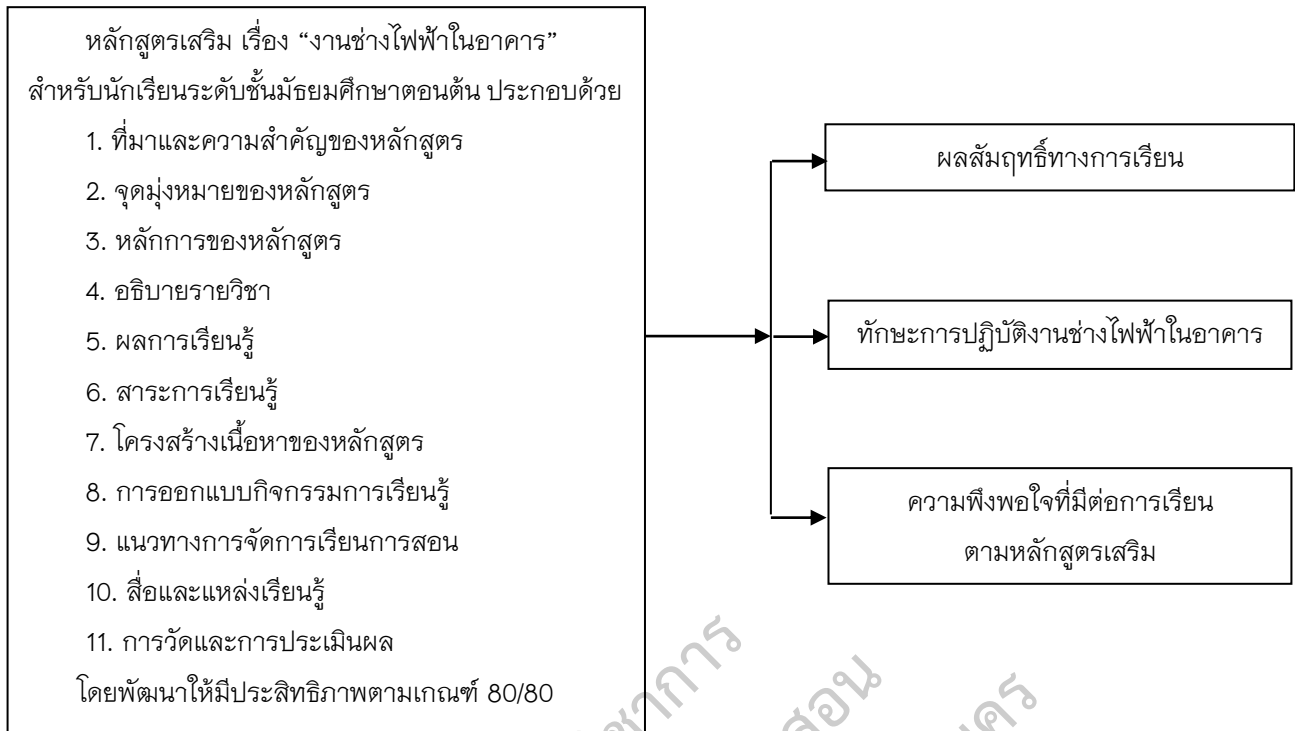 หลักสูตรเสริม เรื่อง “งานช่างไฟฟ้าในอาคาร”
สำหรับนักเรียนระดับชั้นมัธยมศึกษาตอนต้น ประกอบด้วย
1. ที่มาและความสำคัญของหลักสูตร
2. จุดมุ่งหมายของหลักสูตร
3. หลักการของหลักสูตร
4. อธิบายรายวิชา
5. ผลการเรียนรู้
6. สาระการเรียนรู้
7. โครงสร้างเนื้อหาของหลักสูตร
8. การออกแบบกิจกรรมการเรียนรู้
9. แนวทางการจัดการเรียนการสอน
10. สื่อและแหล่งเรียนรู้
11. การวัดและการประเมินผล
โดยพัฒนาให้มีประสิทธิภาพตามเกณฑ์ 80/80
ผลสัมฤทธิ์ทางการเรียน
ทักษะการปฏิบัติงานช่างไฟฟ้าในอาคาร
ความพึงพอใจที่มีต่อการเรียน
ตามหลักสูตรเสริม